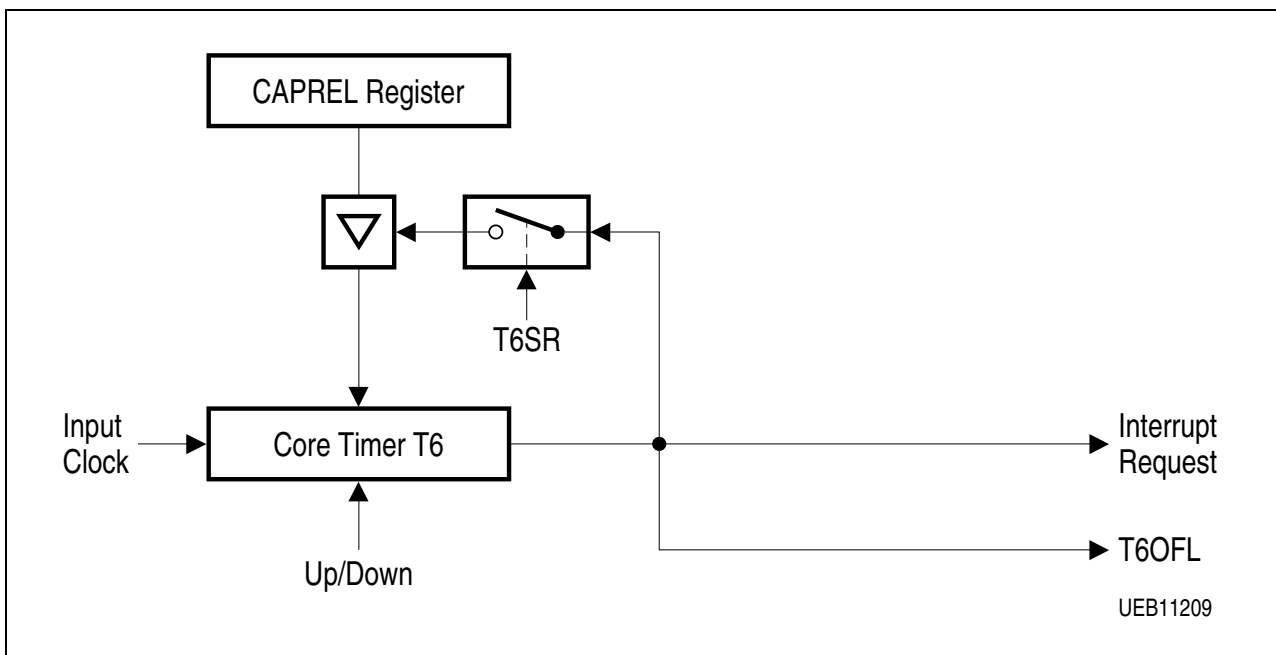 CAPREL Register
T6SR
Input
Clock
Core Timer T6
Interrupt
Request
Up/Down
T6OFL
UEB11209